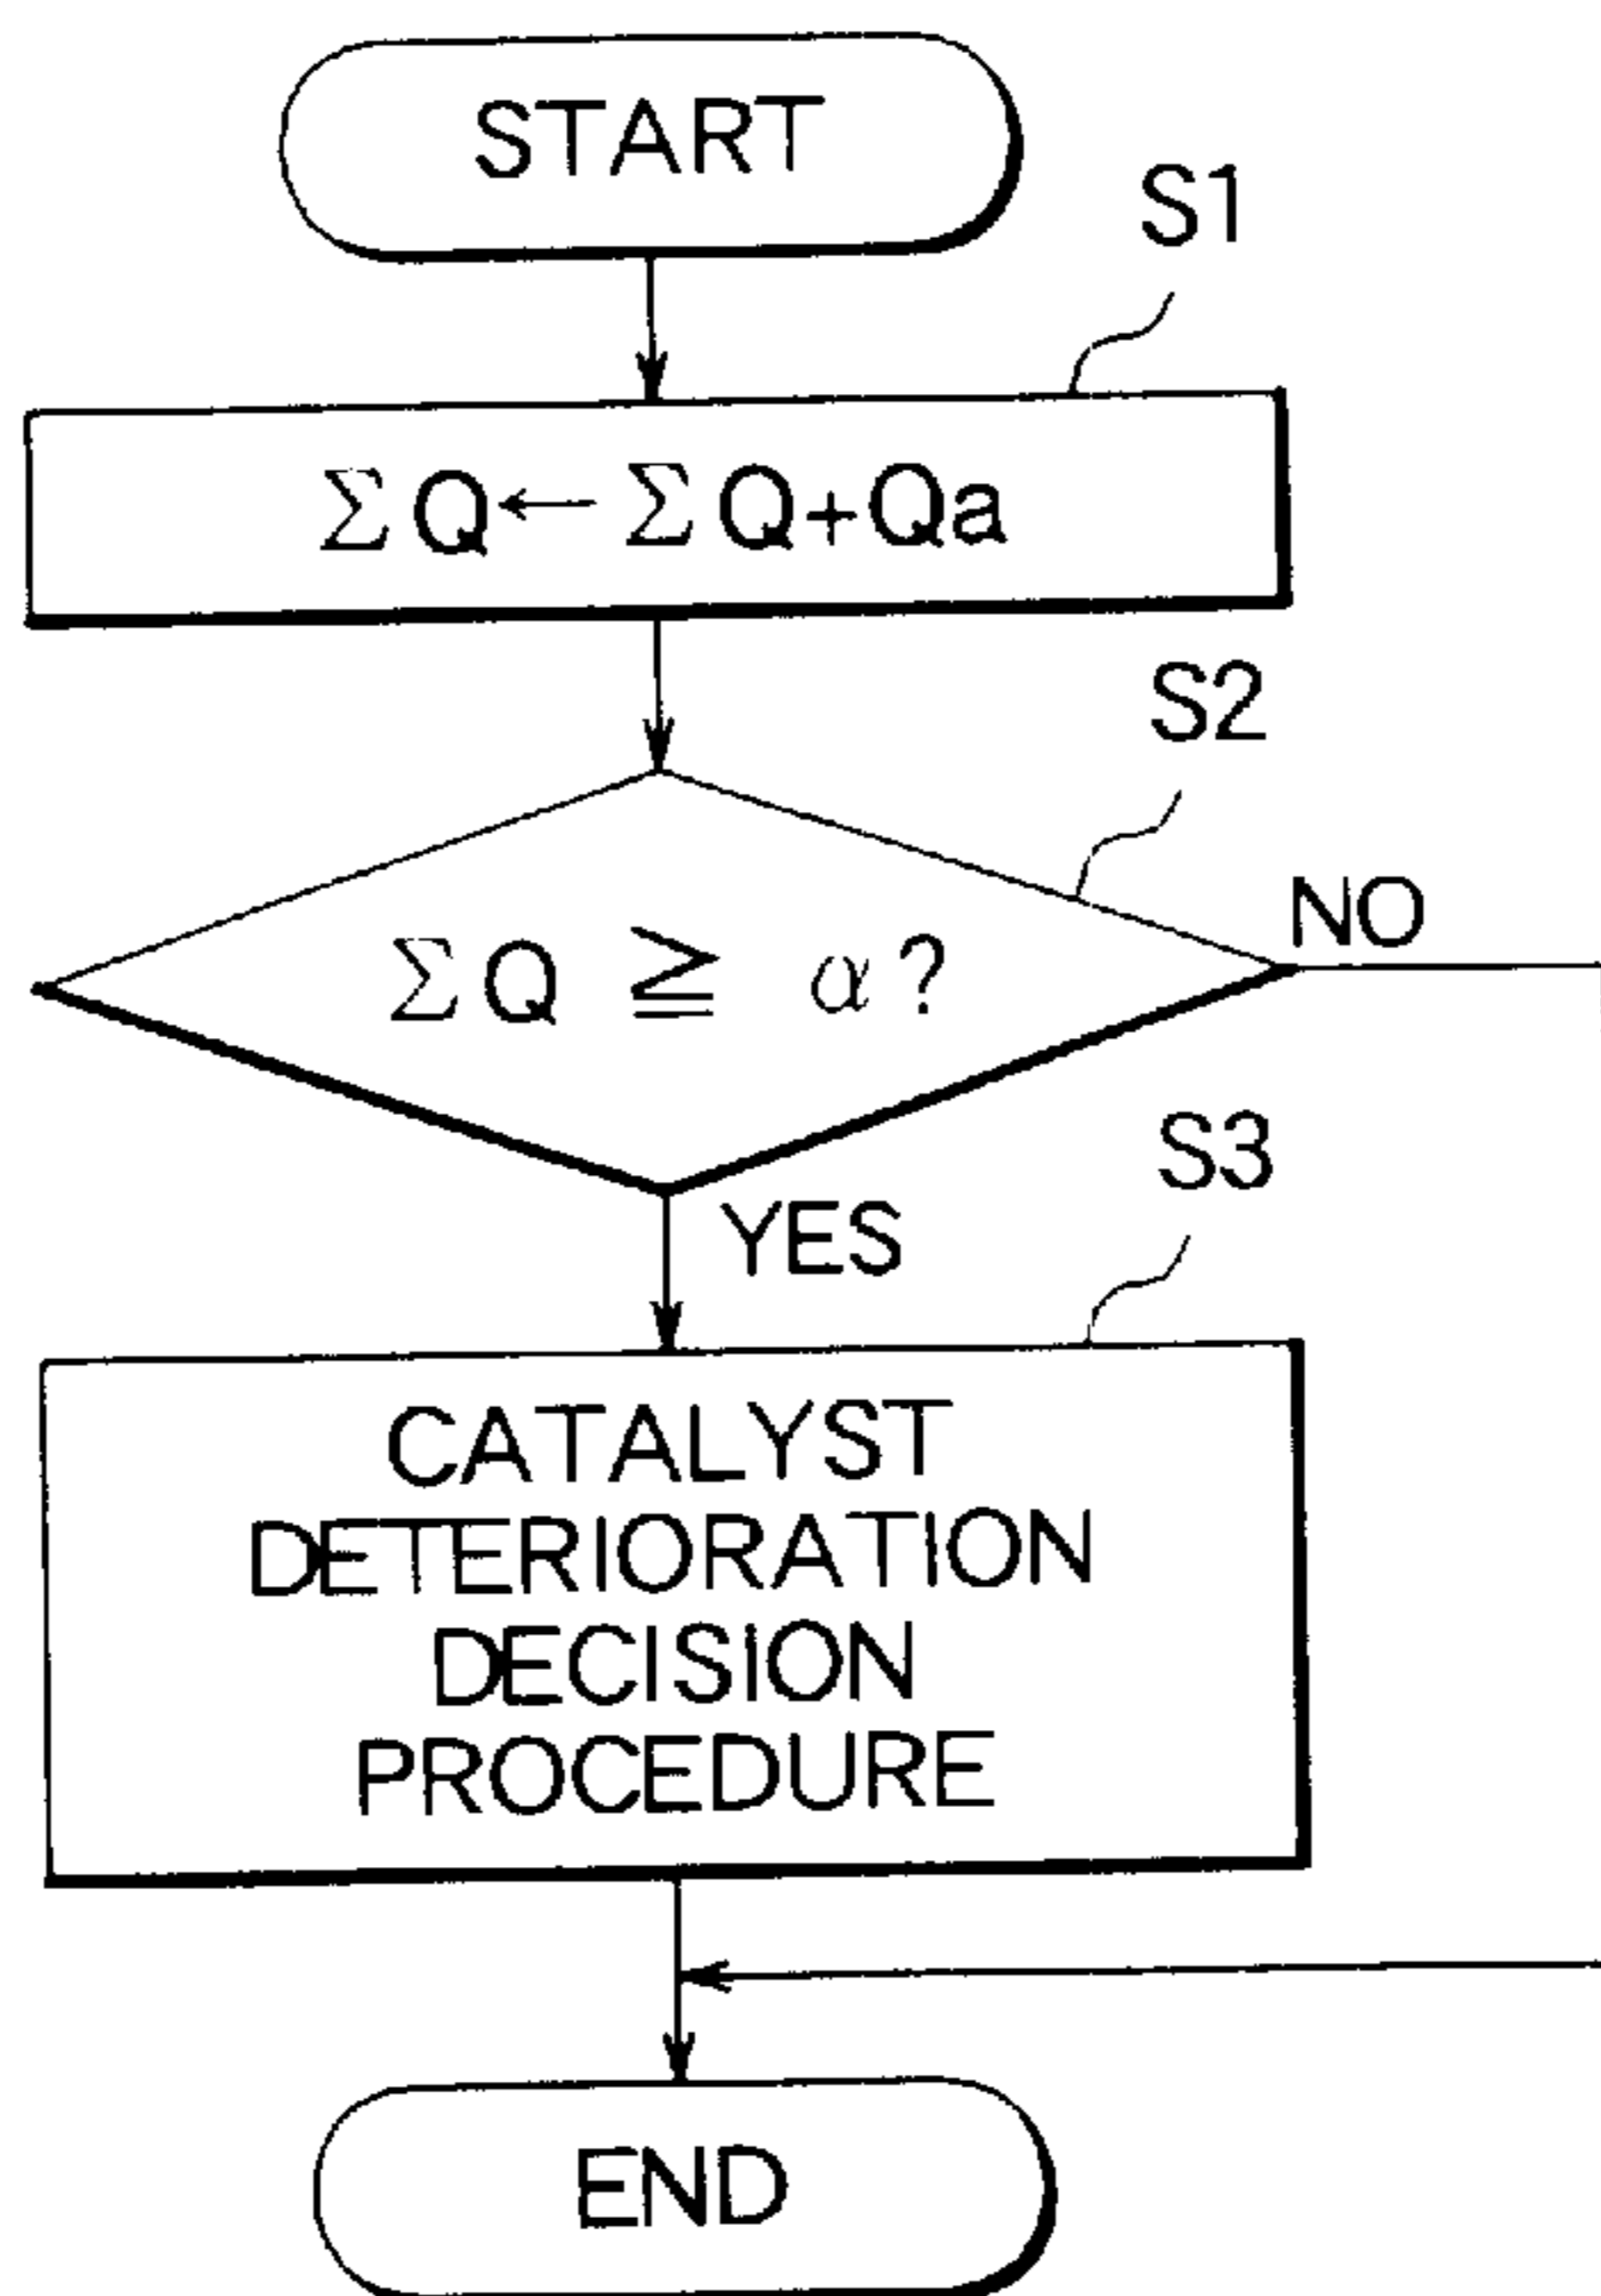 START
S1
ΣQ←ΣQ+Qa
S2
ΣQ ≧ α?
NO
YES
S3
CATALYST
DETERIORATION
DECISION
PROCEDURE
END